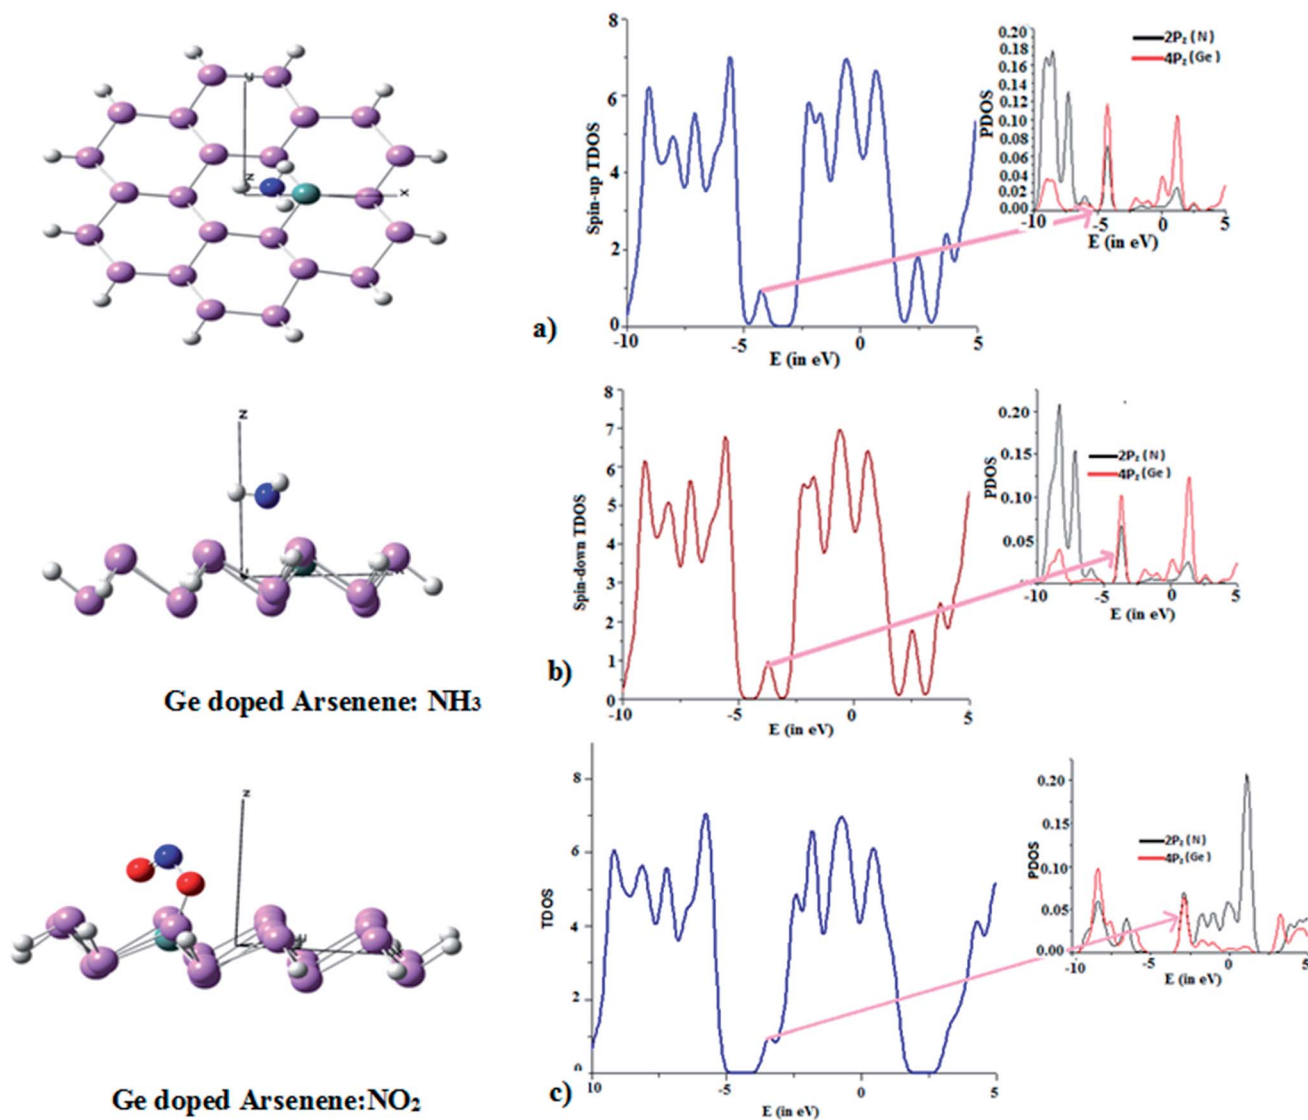 y
z
x
a)
Spin-up TDOS
8
6
4
2
0
-10
-5
0
5
E (in eV)
PDOS
0.20
0.18
0.16
0.14
0.12
0.10
0.08
0.06
0.04
0.02
0.00
-10
-5
0
5
E (in eV)
2Pz (N)
4Pz (Ge)
z
Ge doped Arsenene: NH3
b)
Spin-down TDOS
8
7
6
5
4
3
2
1
0
-10
-5
0
5
E (in eV)
PDOS
0.20
0.15
0.10
0.05
-10
-5
0
5
E (in eV)
2Pz (N)
4Pz (Ge)
z
Ge doped Arsenene:NO2
c)
TDOS
8
6
4
2
0
10
-5
0
5
E (in eV)
PDOS
0.20
0.15
0.10
0.05
0.00
-10
-5
0
5
E (in eV)
2Pz (N)
4Pz (Ge)